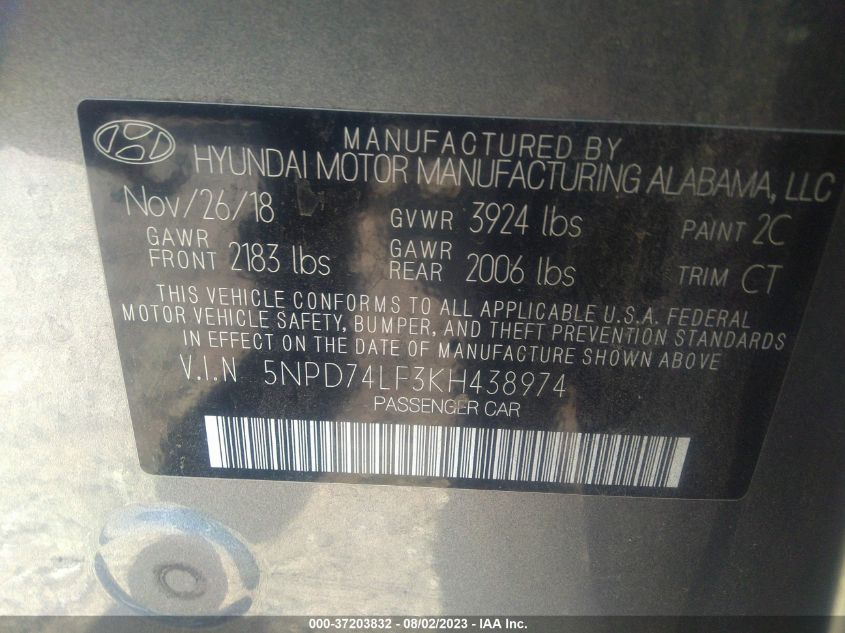 MANUFACTURED BY
HYUNDAI MOTOR MANUFACTURING ALABAMA, LLC
Nov/26/18 GVWR 3924 lbs PAINT 2C
GAWR FRONT 2183 lbs GAWR REAR 2006 lbs TRIM CT
THIS VEHICLE CONFORMS TO ALL APPLICABLE U.S.A. FEDERAL
MOTOR VEHICLE SAFETY, BUMPER, AND THEFT PREVENTION STANDARDS
IN EFFECT ON THE DATE OF MANUFACTURE SHOWN ABOVE.
V.I.N 5NPD74LF3KH438974
PASSENGER CAR
000-37203832 - 08/02/2023 - IAA Inc.